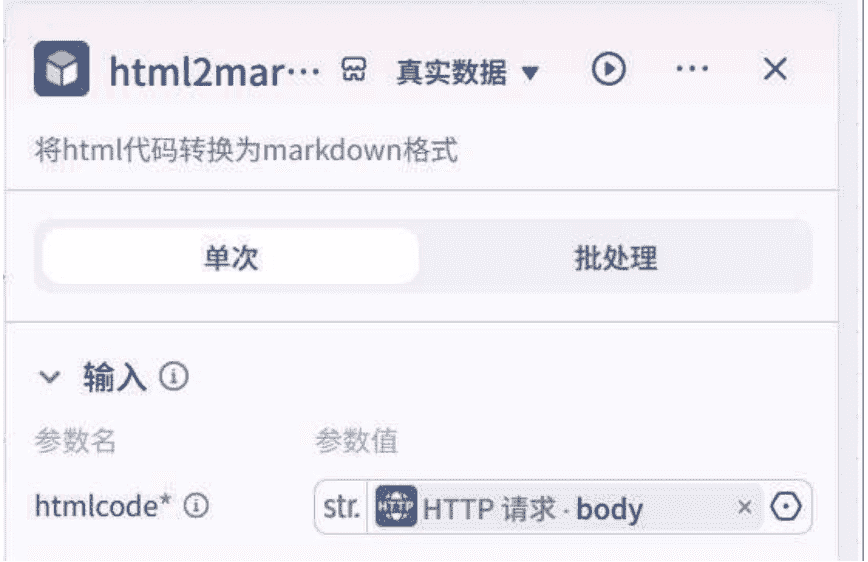 html2mar··· 真实数据
将html代码转换为markdown格式
单次 批处理
输入
参数名 参数值
htmlcode* str. HTTP HTTP 请求 · body